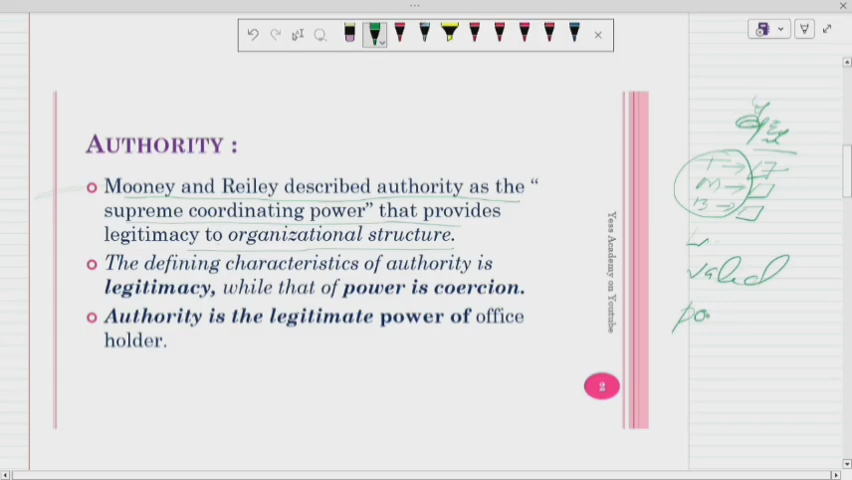 AUTHORITY :
Mooney and Reiley described authority as the “
supreme coordinating power” that provides
legitimacy to organizational structure.
The defining characteristics of authority is
legitimacy, while that of power is coercion.
Authority is the legitimate power of office
holder.
2
Yess Academy on Youtube
T → 
M →
B →
valid
po